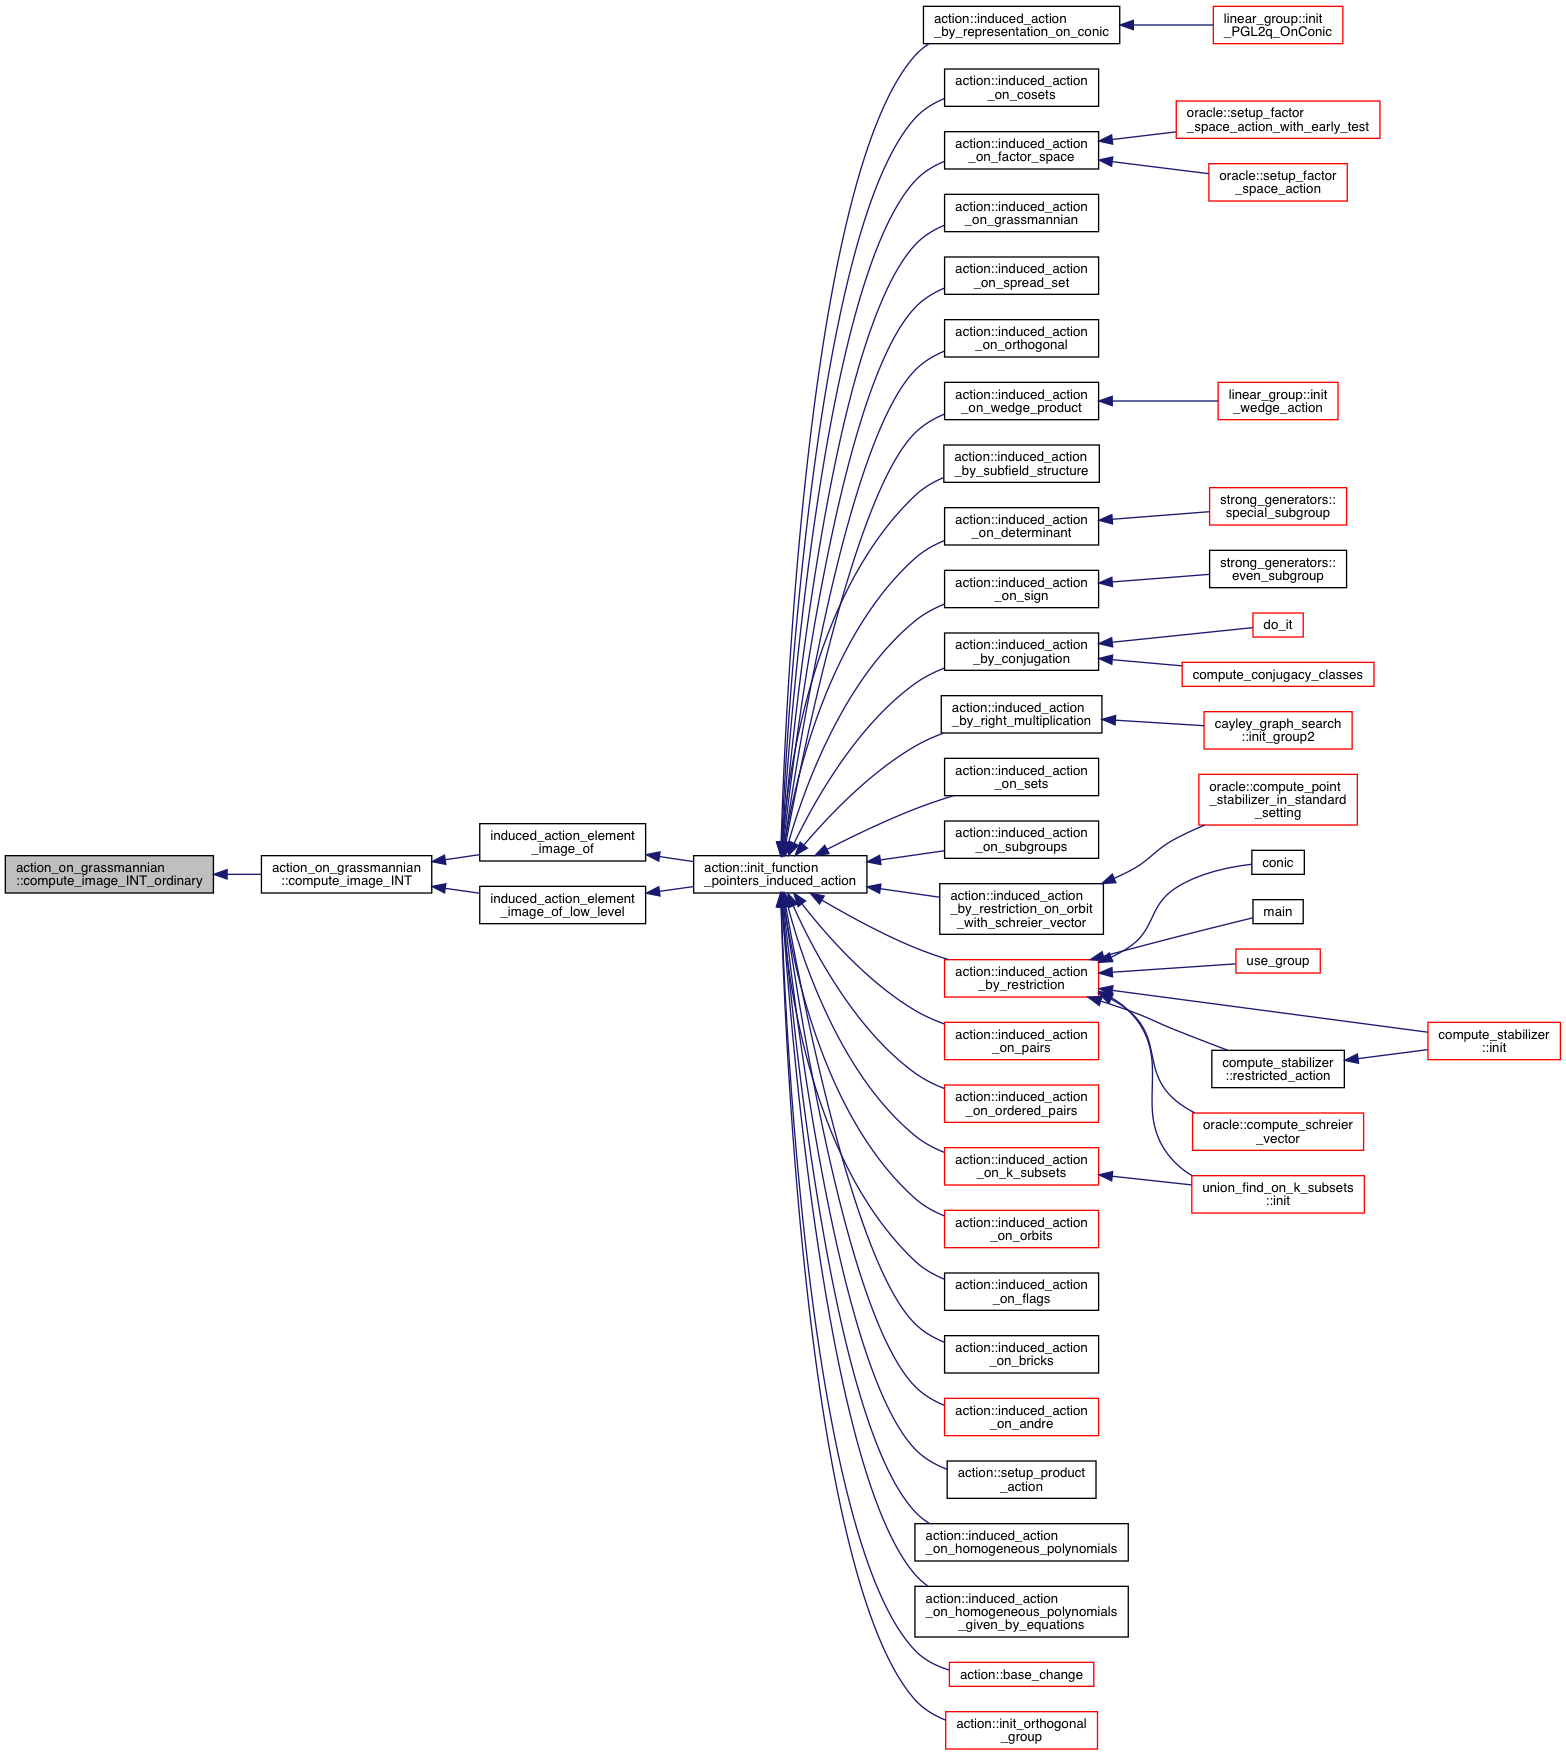 action_on_grassmannian
::compute_image_INT_ordinary
action_on_grassmannian
::compute_image_INT
induced_action_element
_image_of
induced_action_element
_image_of_low_level
action::init_function
_pointers_induced_action
action::induced_action
_by_representation_on_conic
linear_group::init
_PGL2q_OnConic
action::induced_action
_on_cosets
action::induced_action
_on_factor_space
oracle::setup_factor
_space_action_with_early_test
oracle::setup_factor
_space_action
action::induced_action
_on_grassmannian
action::induced_action
_on_spread_set
action::induced_action
_on_orthogonal
action::induced_action
_on_wedge_product
linear_group::init
_wedge_action
action::induced_action
_by_subfield_structure
action::induced_action
_on_determinant
strong_generators::
special_subgroup
action::induced_action
_on_sign
strong_generators::
even_subgroup
action::induced_action
_by_conjugation
do_it
compute_conjugacy_classes
action::induced_action
_by_right_multiplication
cayley_graph_search
::init_group2
action::induced_action
_on_sets
action::induced_action
_on_subgroups
action::induced_action
_by_restriction_on_orbit
_with_schreier_vector
oracle::compute_point
_stabilizer_in_standard
_setting
action::induced_action
_by_restriction
conic
main
use_group
compute_stabilizer
::restricted_action
compute_stabilizer
::init
oracle::compute_schreier
_vector
union_find_on_k_subsets
::init
action::induced_action
_on_pairs
action::induced_action
_on_ordered_pairs
action::induced_action
_on_k_subsets
action::induced_action
_on_orbits
action::induced_action
_on_flags
action::induced_action
_on_bricks
action::induced_action
_on_andre
action::setup_product
_action
action::induced_action
_on_homogeneous_polynomials
action::induced_action
_on_homogeneous_polynomials
_given_by_equations
action::base_change
action::init_orthogonal
_group